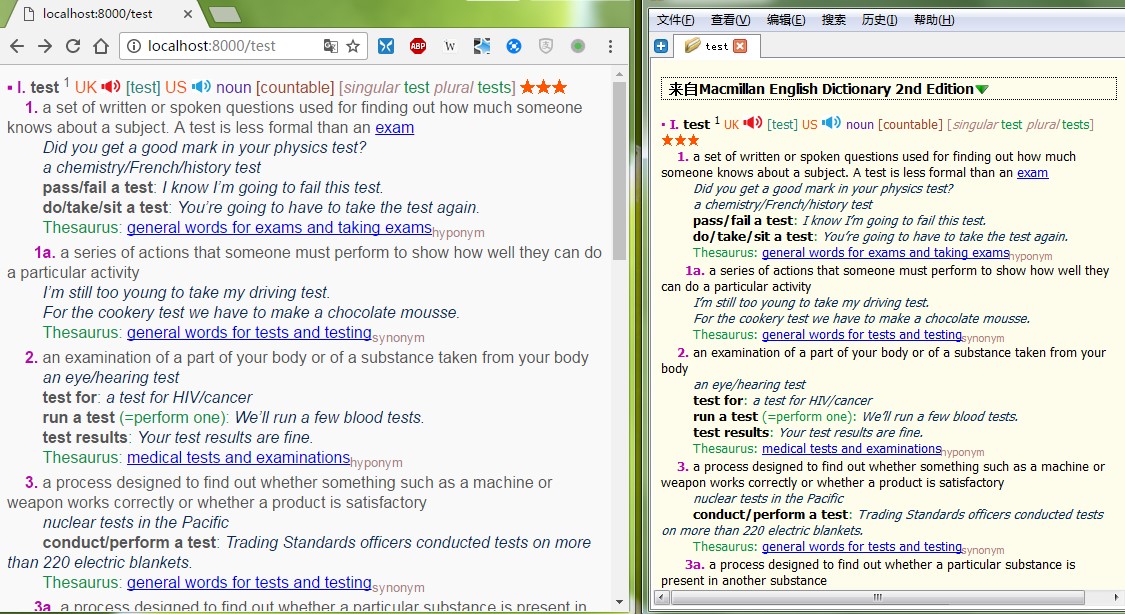 localhost:8000/test
localhost:8000/test
ABP
W
▪ I. test 1 UK [test] US noun [countable] [singular test plural tests] ★★★
1. a set of written or spoken questions used for finding out how much someone
knows about a subject. A test is less formal than an exam
Did you get a good mark in your physics test?
a chemistry/French/history test
pass/fail a test: I know I’m going to fail this test.
do/take/sit a test: You’re going to have to take the test again.
Thesaurus: general words for exams and taking exams hyponym
1a. a series of actions that someone must perform to show how well they can do
a particular activity
I’m still too young to take my driving test.
For the cookery test we have to make a chocolate mousse.
Thesaurus: general words for tests and testing synonym
2. an examination of a part of your body or of a substance taken from your body
an eye/hearing test
test for: a test for HIV/cancer
run a test (=perform one): We’ll run a few blood tests.
test results: Your test results are fine.
Thesaurus: medical tests and examinations hyponym
3. a process designed to find out whether something such as a machine or
weapon works correctly or whether a product is satisfactory
nuclear tests in the Pacific
conduct/perform a test: Trading Standards officers conducted tests on more
than 220 electric blankets.
Thesaurus: general words for tests and testing synonym
3a. a process designed to find out whether a particular substance is present in
文件(F) 查看(V) 编辑(E) 搜索 历史(I) 帮助(H)
test
来自Macmillan English Dictionary 2nd Edition
▪ I. test 1 UK [test] US noun [countable] [singular test plural tests]
★★★
1. a set of written or spoken questions used for finding out how much
someone knows about a subject. A test is less formal than an exam
Did you get a good mark in your physics test?
a chemistry/French/history test
pass/fail a test: I know I’m going to fail this test.
do/take/sit a test: You’re going to have to take the test again.
Thesaurus: general words for exams and taking exams hyponym
1a. a series of actions that someone must perform to show how well they
can do a particular activity
I’m still too young to take my driving test.
For the cookery test we have to make a chocolate mousse.
Thesaurus: general words for tests and testing synonym
2. an examination of a part of your body or of a substance taken from your
body
an eye/hearing test
test for: a test for HIV/cancer
run a test (=perform one): We’ll run a few blood tests.
test results: Your test results are fine.
Thesaurus: medical tests and examinations hyponym
3. a process designed to find out whether something such as a machine or
weapon works correctly or whether a product is satisfactory
nuclear tests in the Pacific
conduct/perform a test: Trading Standards officers conducted tests
on more than 220 electric blankets.
Thesaurus: general words for tests and testing synonym
3a. a process designed to find out whether a particular substance is
present in another substance